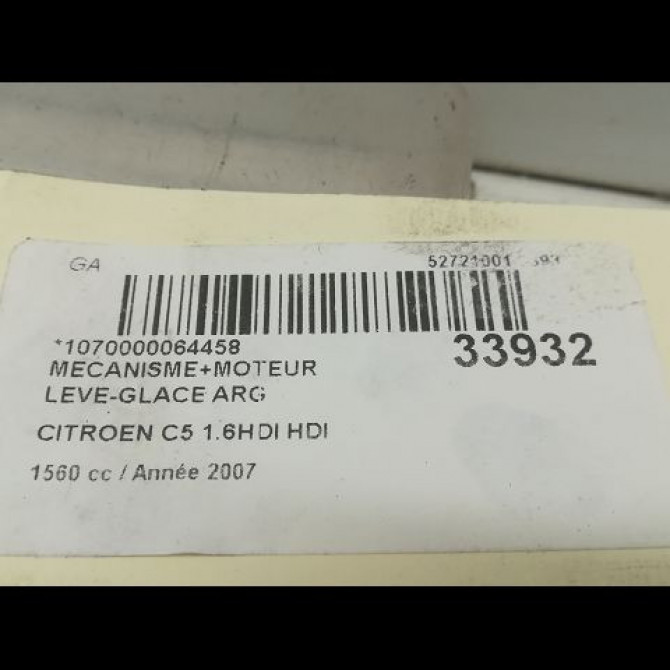 GA
52721001
*1070000064458
33932
MECANISME+MOTEUR
LEVE-GLACE ARG
CITROEN C5 1.6HDI HDI
1560 cc / Année 2007